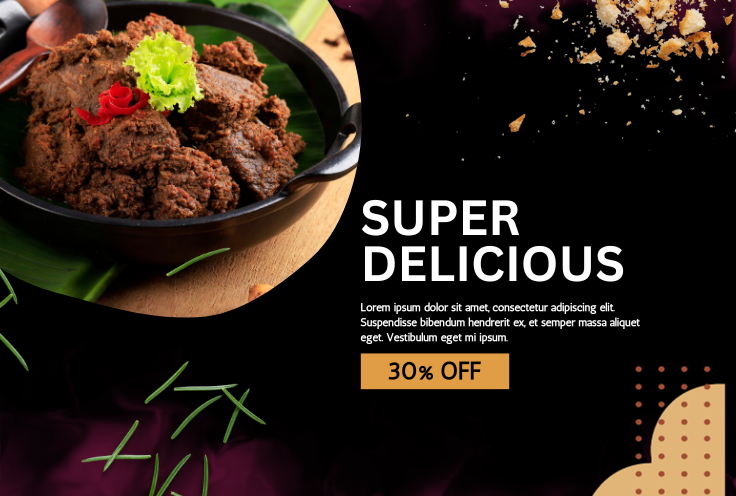 SUPER
DELICIOUS
Lorem ipsum dolor sit amet, consectetur adipiscing elit.
Suspendisse bibendum hendrerit ex, et semper massa aliquet
eget. Vestibulum eget mi ipsum.
30% OFF